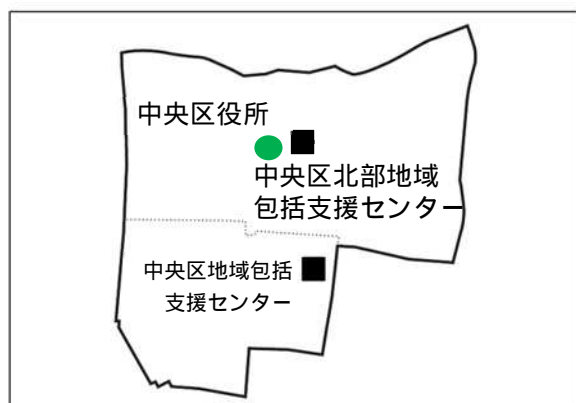 中央区役所
中央区北部地域
包括支援センター
中央区地域包括
支援センター